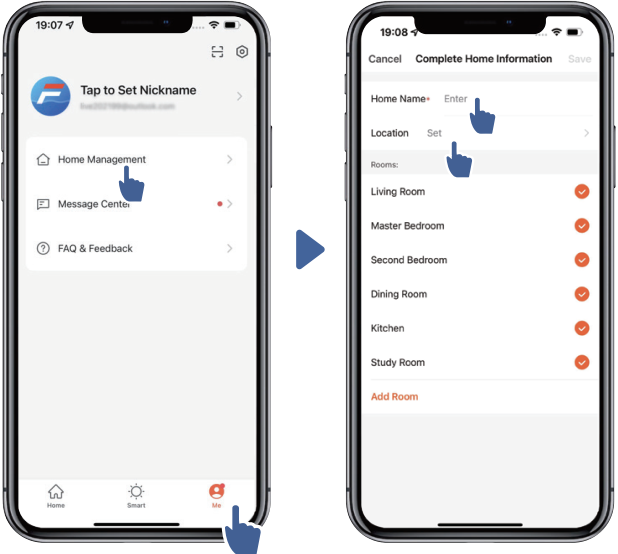 19:07
Tap to Set Nickname
Home Management
Message Center
FAQ & Feedback
Home
Smart
Me
19:08
Cancel
Complete Home Information
Save
Home Name*
Enter
Location
Set
Rooms:
Living Room
Master Bedroom
Second Bedroom
Dining Room
Kitchen
Study Room
Add Room